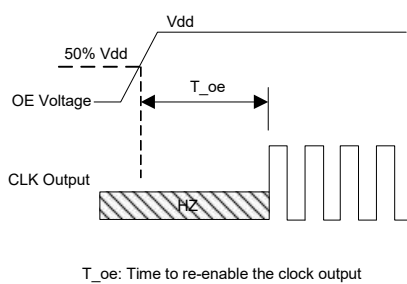 Vdd
50% Vdd
T_oe
OE Voltage
CLK Output
HZ
T_oe: Time to re-enable the clock output